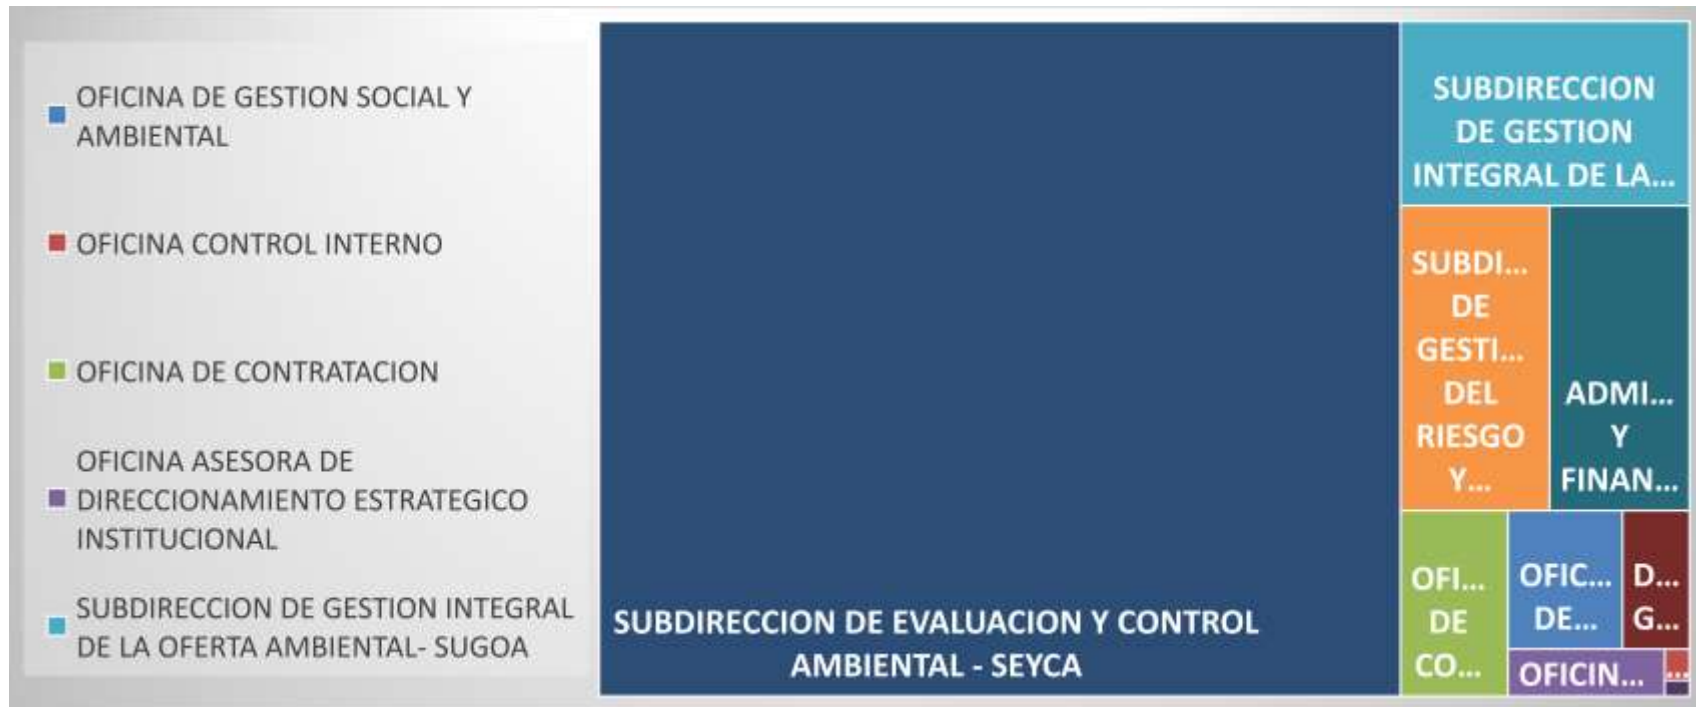 OFICINA DE GESTION SOCIAL Y
AMBIENTAL
OFICINA CONTROL INTERNO
OFICINA DE CONTRATACION
OFICINA ASESORA DE
DIRECCIONAMIENTO ESTRATEGICO
INSTITUCIONAL
SUBDIRECCION DE GESTION INTEGRAL
DE LA OFERTA AMBIENTAL- SUGOA
SUBDIRECCION DE EVALUACION Y CONTROL
AMBIENTAL - SEYCA
SUBDIRECCION
DE GESTION
INTEGRAL DE LA...
SUBDI...
DE
GESTI...
DEL
RIESGO
Y...
ADMI...
Y
FINAN...
OFI...
DE
CO...
OFIC...
DE...
D...
G...
OFICIN...
...